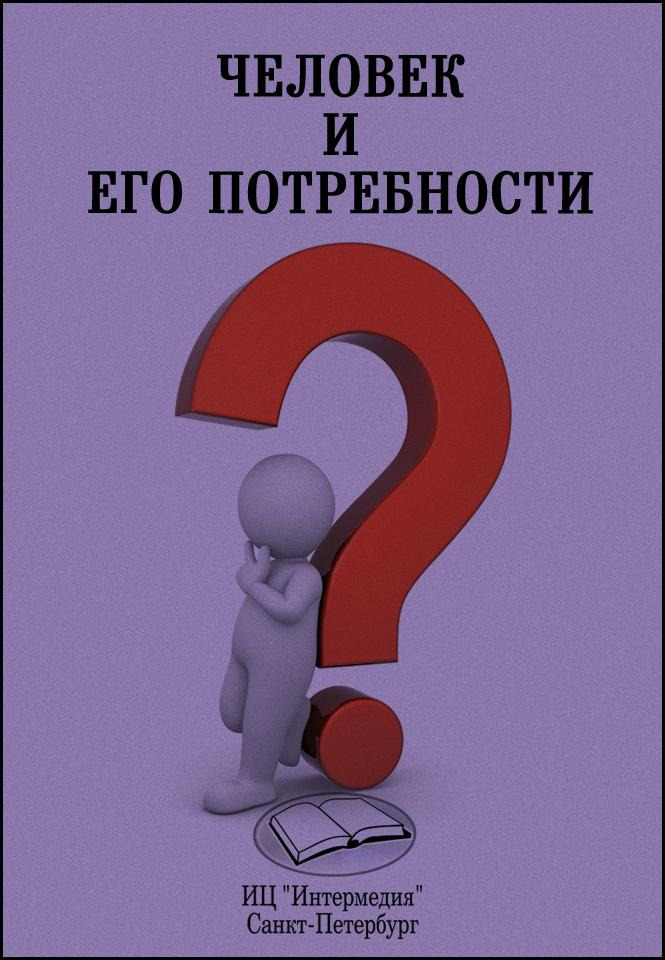 ЧЕЛОВЕК
И
ЕГО ПОТРЕБНОСТИ
ИЦ "Интермедия"
Санкт-Петербург